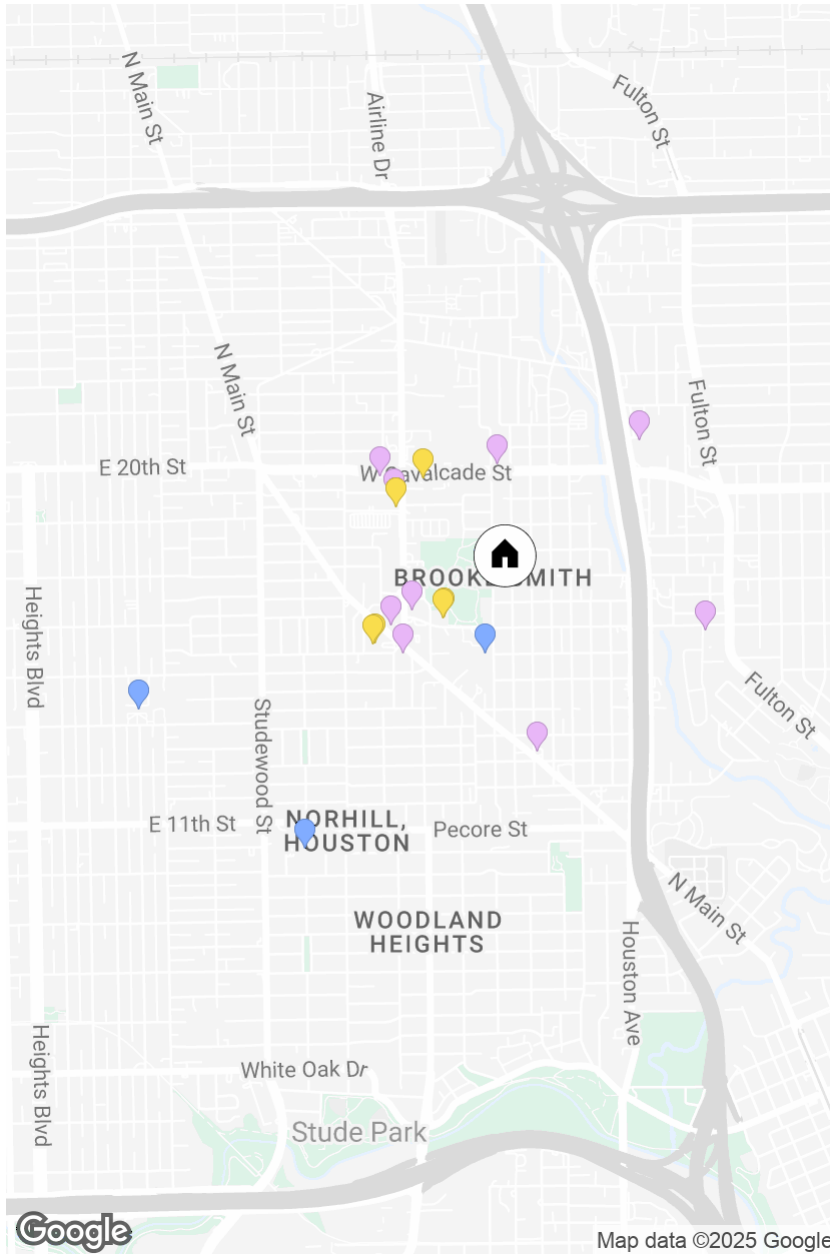 N Main St
Airline Dr
Fulton St
N Main St
Fulton St
E 20th St
W Cavalcade St
BROOKE SMITH
Heights Blvd
Studewood St
Fulton St
E 11th St
NORHILL,
HOUSTON
Pecore St
N Main St
WOODLAND
HEIGHTS
Houston Ave
Heights Blvd
White Oak Dr
Stude Park
Google
Map data ©2025 Google